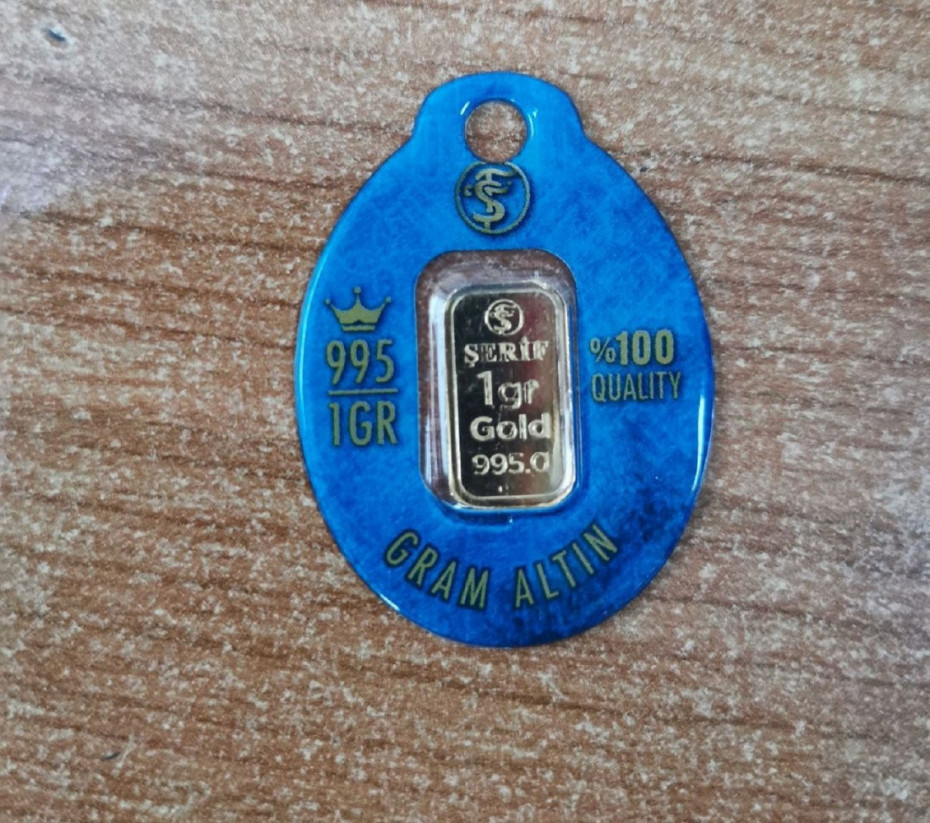 995
1GR
ŞERİF
1gr
Gold
995.0
%100
QUALITY
GRAM ALTIN